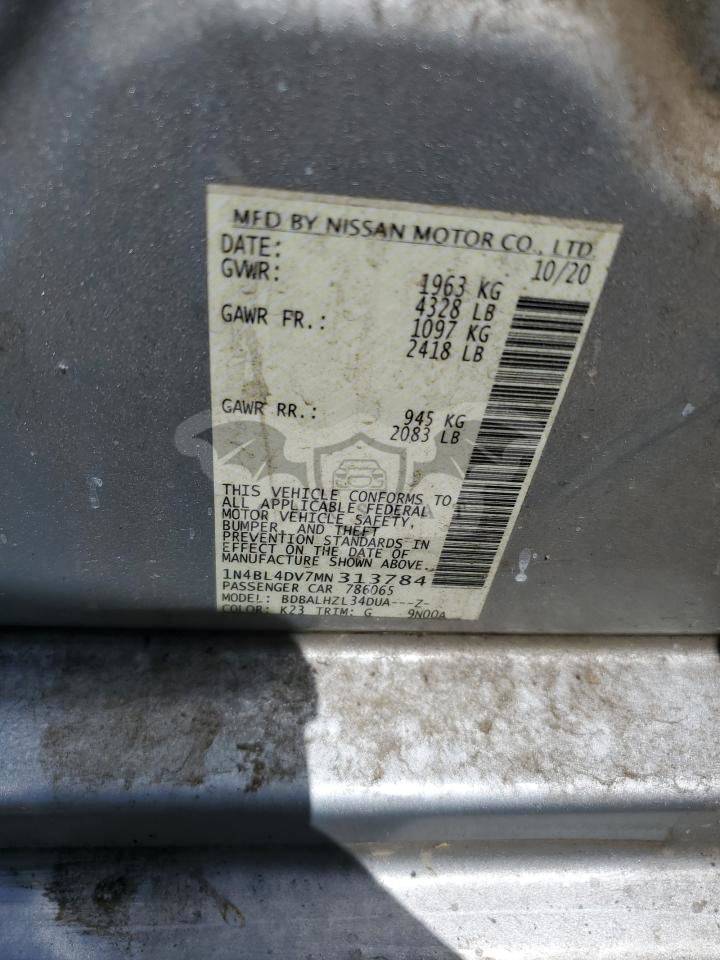 MFD BY NISSAN MOTOR CO., LTD.
DATE: 10/20
GVWR: 1963 KG
4328 LB
GAWR FR.: 1097 KG
2418 LB
GAWR RR.: 945 KG
2083 LB
THIS VEHICLE CONFORMS TO
ALL APPLICABLE FEDERAL
MOTOR VEHICLE SAFETY,
BUMPER, AND THEFT
PREVENTION STANDARDS IN
EFFECT ON THE DATE OF
MANUFACTURE SHOWN ABOVE.
1N4BL4DV7MN313784
PASSENGER CAR 786065
MODEL: BDBALHZL34DUA---Z-
COLOR: K23 TRIM: G 9N00A